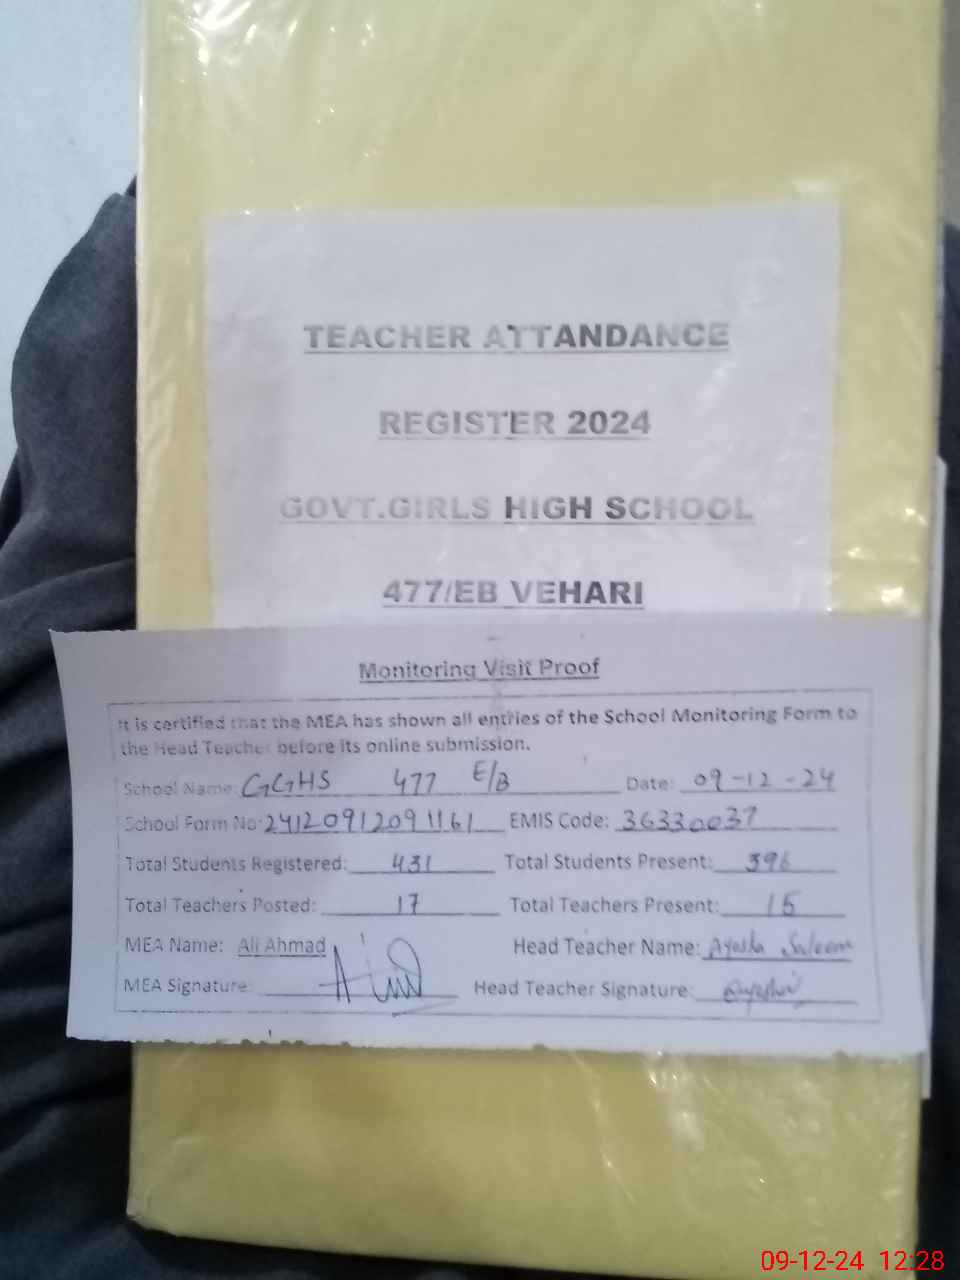 TEACHER ATTANDANCE
REGISTER 2024
GOVT.GIRLS HIGH SCHOOL
477/EB VEHARI
Monitoring Visit Proof
It is certified that the MEA has shown all entries of the School Monitoring Form to
the Head Teacher before its online submission.
School Name: GGHS 477 E/B Date: 09-12-24
School Form No: 24120912091161 EMIS Code: 36330037
Total Students Registered: 431 Total Students Present: 396
Total Teachers Posted: 17 Total Teachers Present: 15
MEA Name: Ali Ahmad Head Teacher Name: Ayesha Saleem
MEA Signature: Head Teacher Signature:
09-12-24 12:28